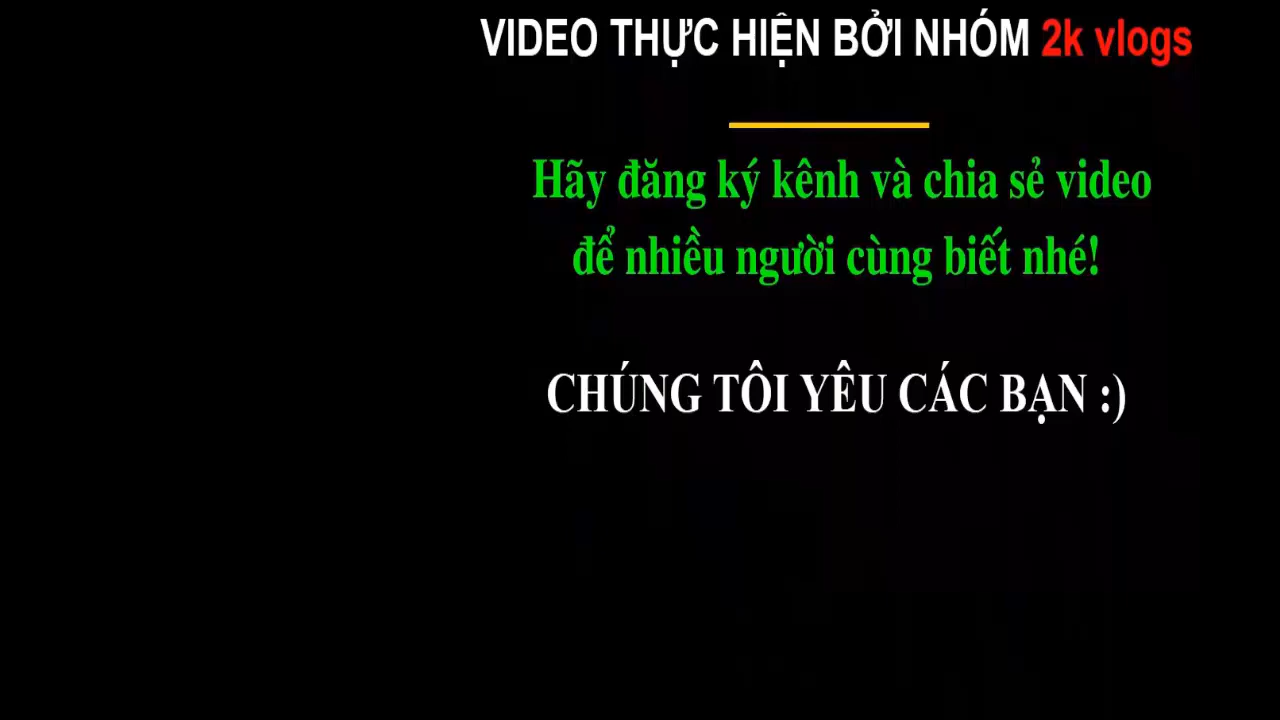 VIDEO THỰC HIỆN BỞI NHÓM 2k vlogs
Hãy đăng ký kênh và chia sẻ video
để nhiều người cùng biết nhé!
CHÚNG TÔI YÊU CÁC BẠN :)